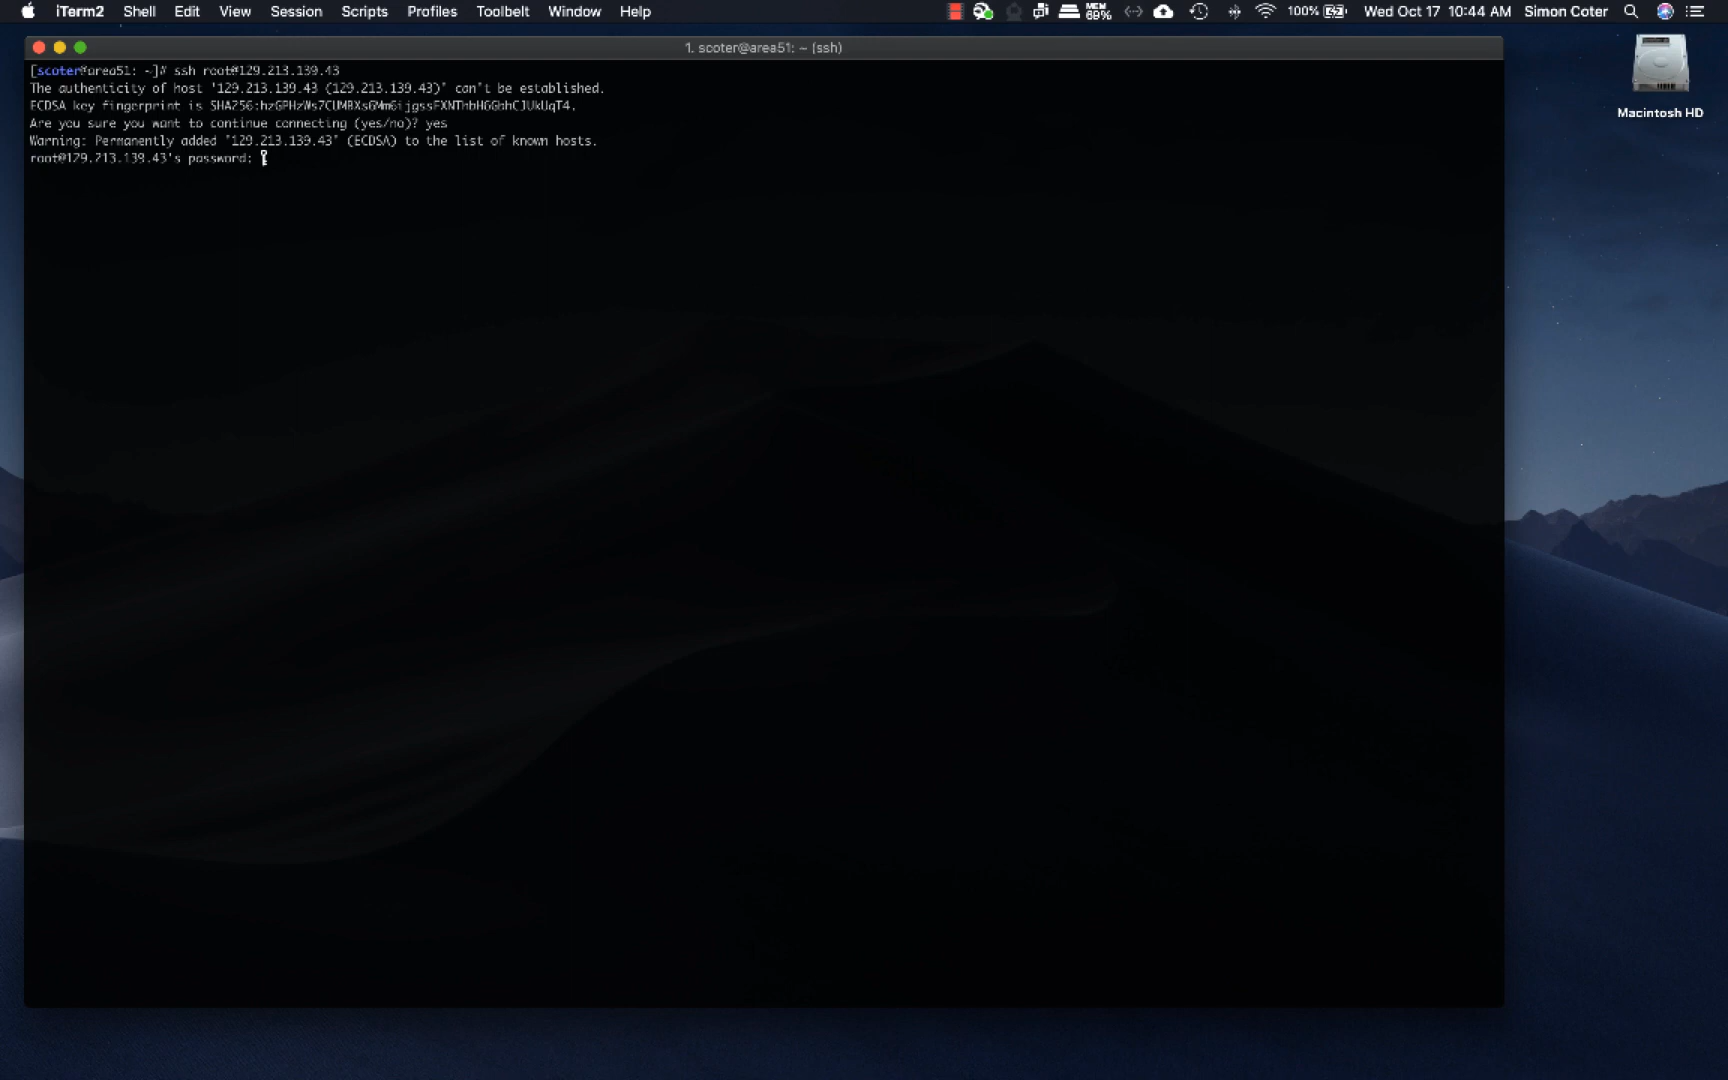 iTerm2 Shell Edit View Session Scripts Profiles Toolbelt Window Help MEM 69% 100% Wed Oct 17 10:44 AM Simon Coter
1. scoter@area51: ~ (ssh)
[scoter@area51: ~]# ssh root@129.213.139.43
The authenticity of host '129.213.139.43 (129.213.139.43)' can't be established.
ECDSA key fingerprint is
Are you sure you want to continue connecting (yes/no)? yes
Warning: Permanently added '129.213.139.43' (ECDSA) to the list of known hosts.
root@129.213.139.43's password:
Macintosh HD